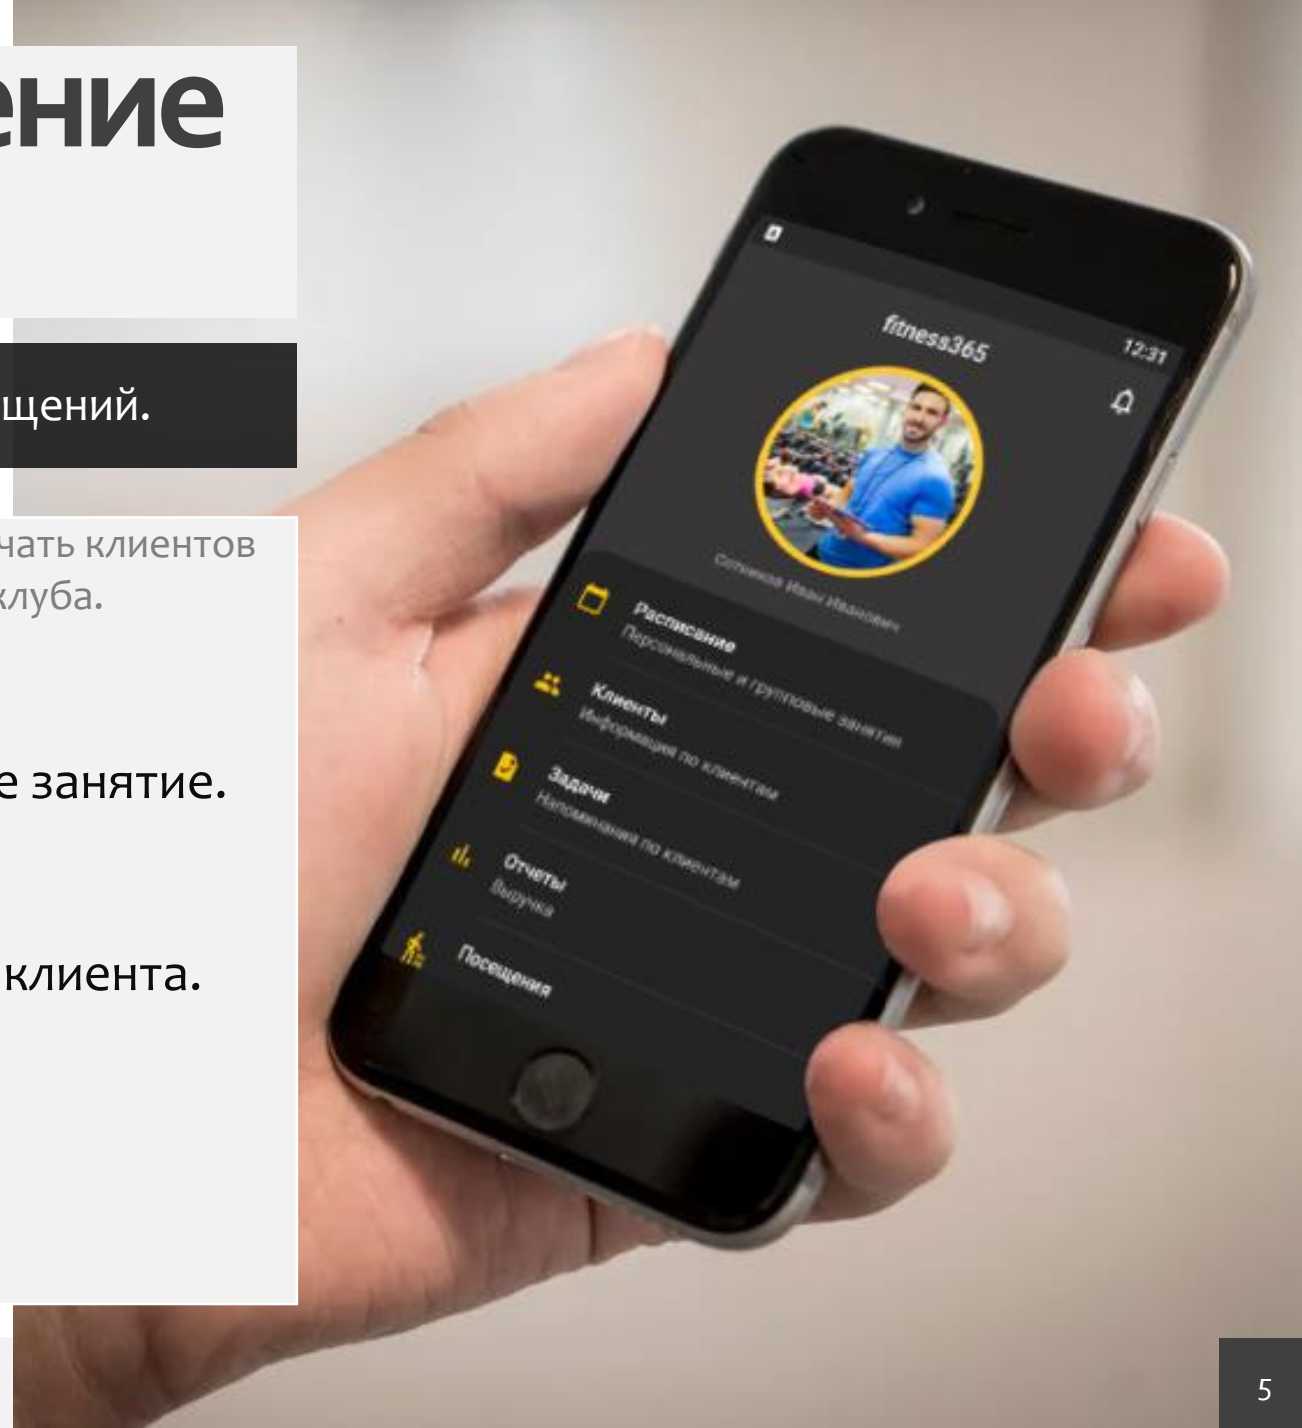 ение
щений.
чать клиентов
клуба.
е занятие.
клиента.
12:31
fitness365
Сотников Иван Иванович
Расписание
Персональные и групповые занятия
Клиенты
Информация по клиентам
Задачи
Напоминания по клиентам
Отчеты
Выручка
Посещения
5